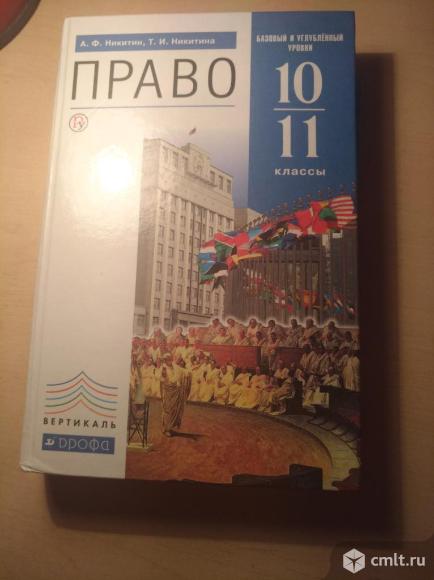 А. Ф. Никитин, Т. И. Никитина
ПРАВО
БАЗОВЫЙ И УГЛУБЛЁННЫЙ
УРОВНИ
10
11
КЛАССЫ
ВЕРТИКАЛЬ
ДРОФА
cmlt.ru